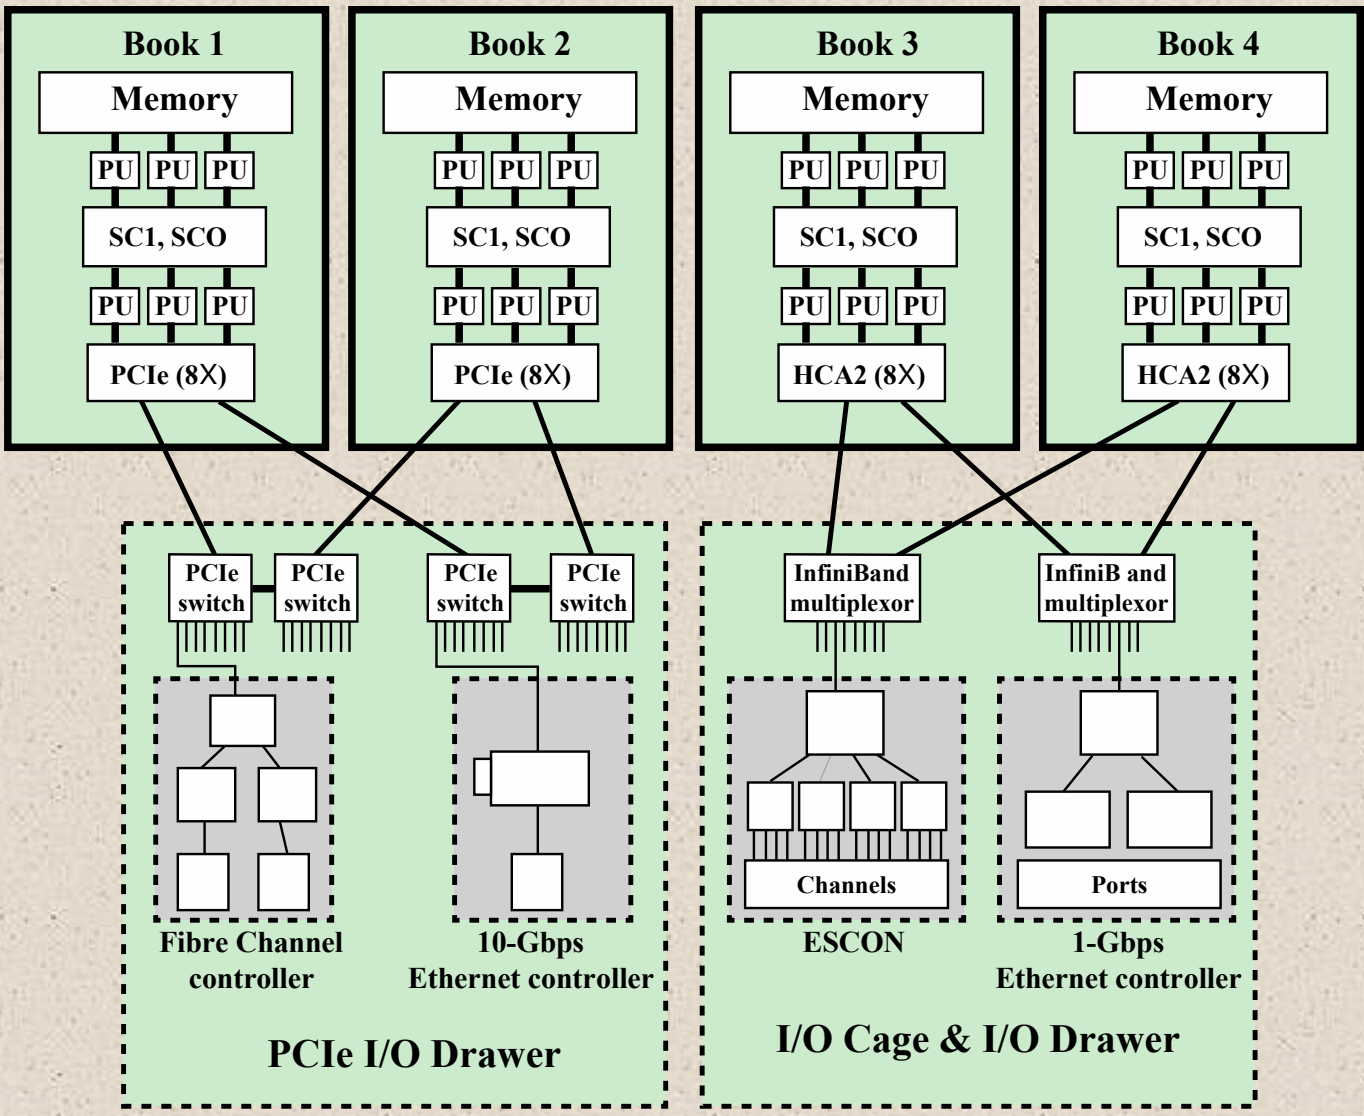 Book 1
Memory
PU PU PU
SC1, SCO
PU PU PU
PCIe (8X)
Book 2
Memory
PU PU PU
SC1, SCO
PU PU PU
PCIe (8X)
Book 3
Memory
PU PU PU
SC1, SCO
PU PU PU
HCA2 (8X)
Book 4
Memory
PU PU PU
SC1, SCO
PU PU PU
HCA2 (8X)
PCIe
switch
PCIe
switch
PCIe
switch
PCIe
switch
Fibre Channel
controller
10-Gbps
Ethernet controller
PCIe I/O Drawer
InfiniBand
multiplexor
InfiniB and
multiplexor
Channels
ESCON
Ports
1-Gbps
Ethernet controller
I/O Cage & I/O Drawer